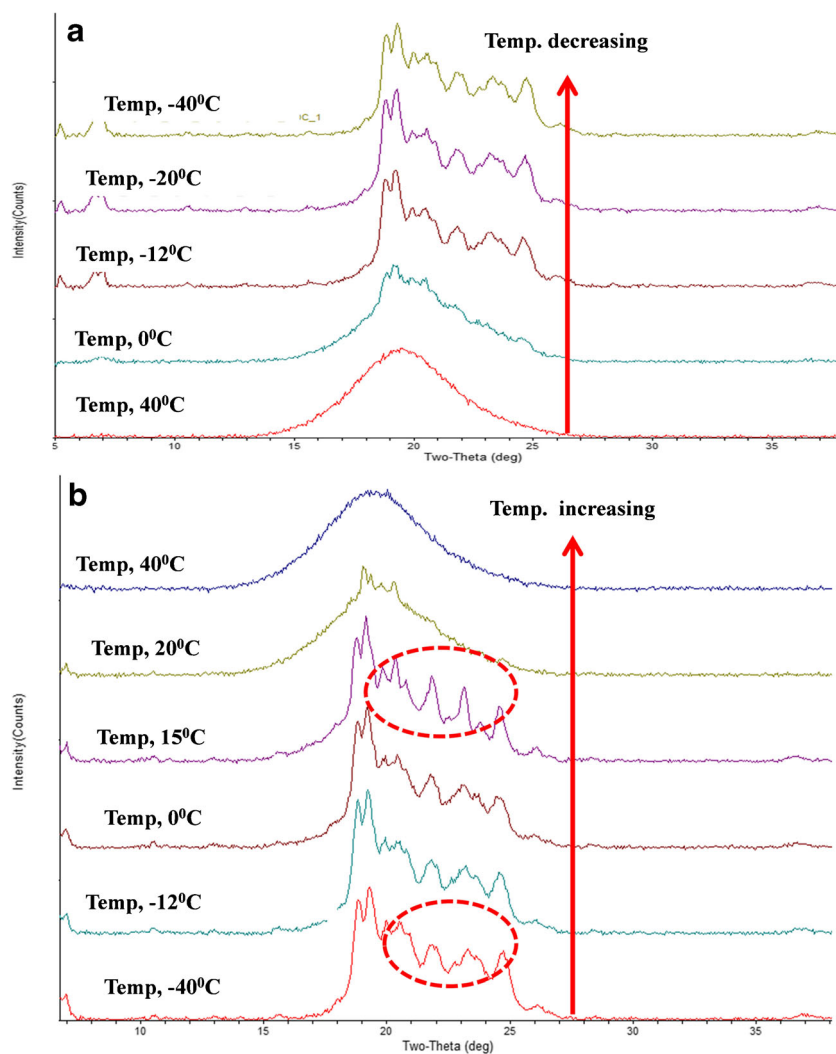 a
Temp. decreasing
Temp, -40⁰C
IC_1
Temp, -20⁰C
Temp, -12⁰C
Temp, 0⁰C
Temp, 40⁰C
Intensity(Counts)
5 10 15 20 25 30 35
Two-Theta (deg)
b
Temp. increasing
Temp, 40⁰C
Temp, 20⁰C
Temp, 15⁰C
Temp, 0⁰C
Temp, -12⁰C
Temp, -40⁰C
Intensity(Counts)
10 15 20 25 30 35
Two-Theta (deg)